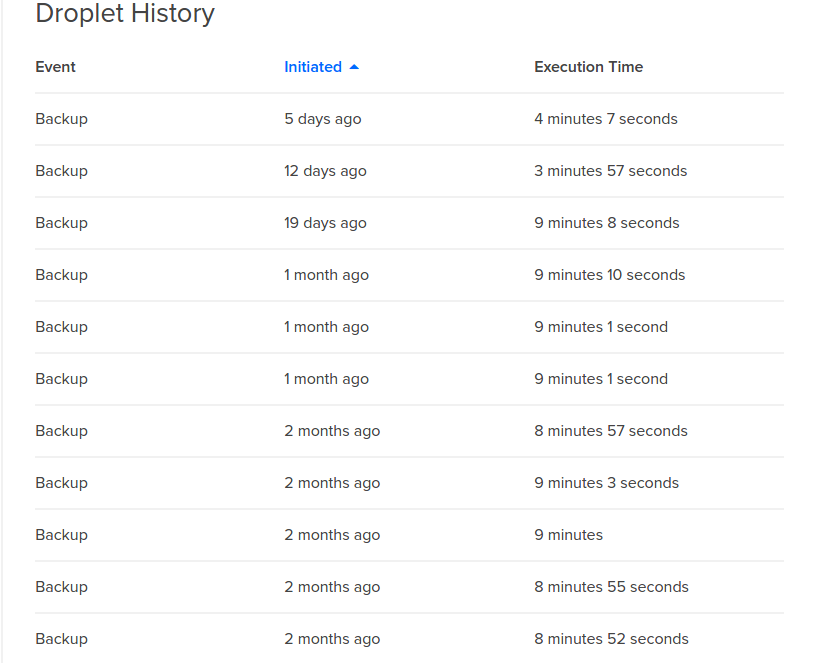 Droplet History
Event Initiated Execution Time
Backup 5 days ago 4 minutes 7 seconds
Backup 12 days ago 3 minutes 57 seconds
Backup 19 days ago 9 minutes 8 seconds
Backup 1 month ago 9 minutes 10 seconds
Backup 1 month ago 9 minutes 1 second
Backup 1 month ago 9 minutes 1 second
Backup 2 months ago 8 minutes 57 seconds
Backup 2 months ago 9 minutes 3 seconds
Backup 2 months ago 9 minutes
Backup 2 months ago 8 minutes 55 seconds
Backup 2 months ago 8 minutes 52 seconds